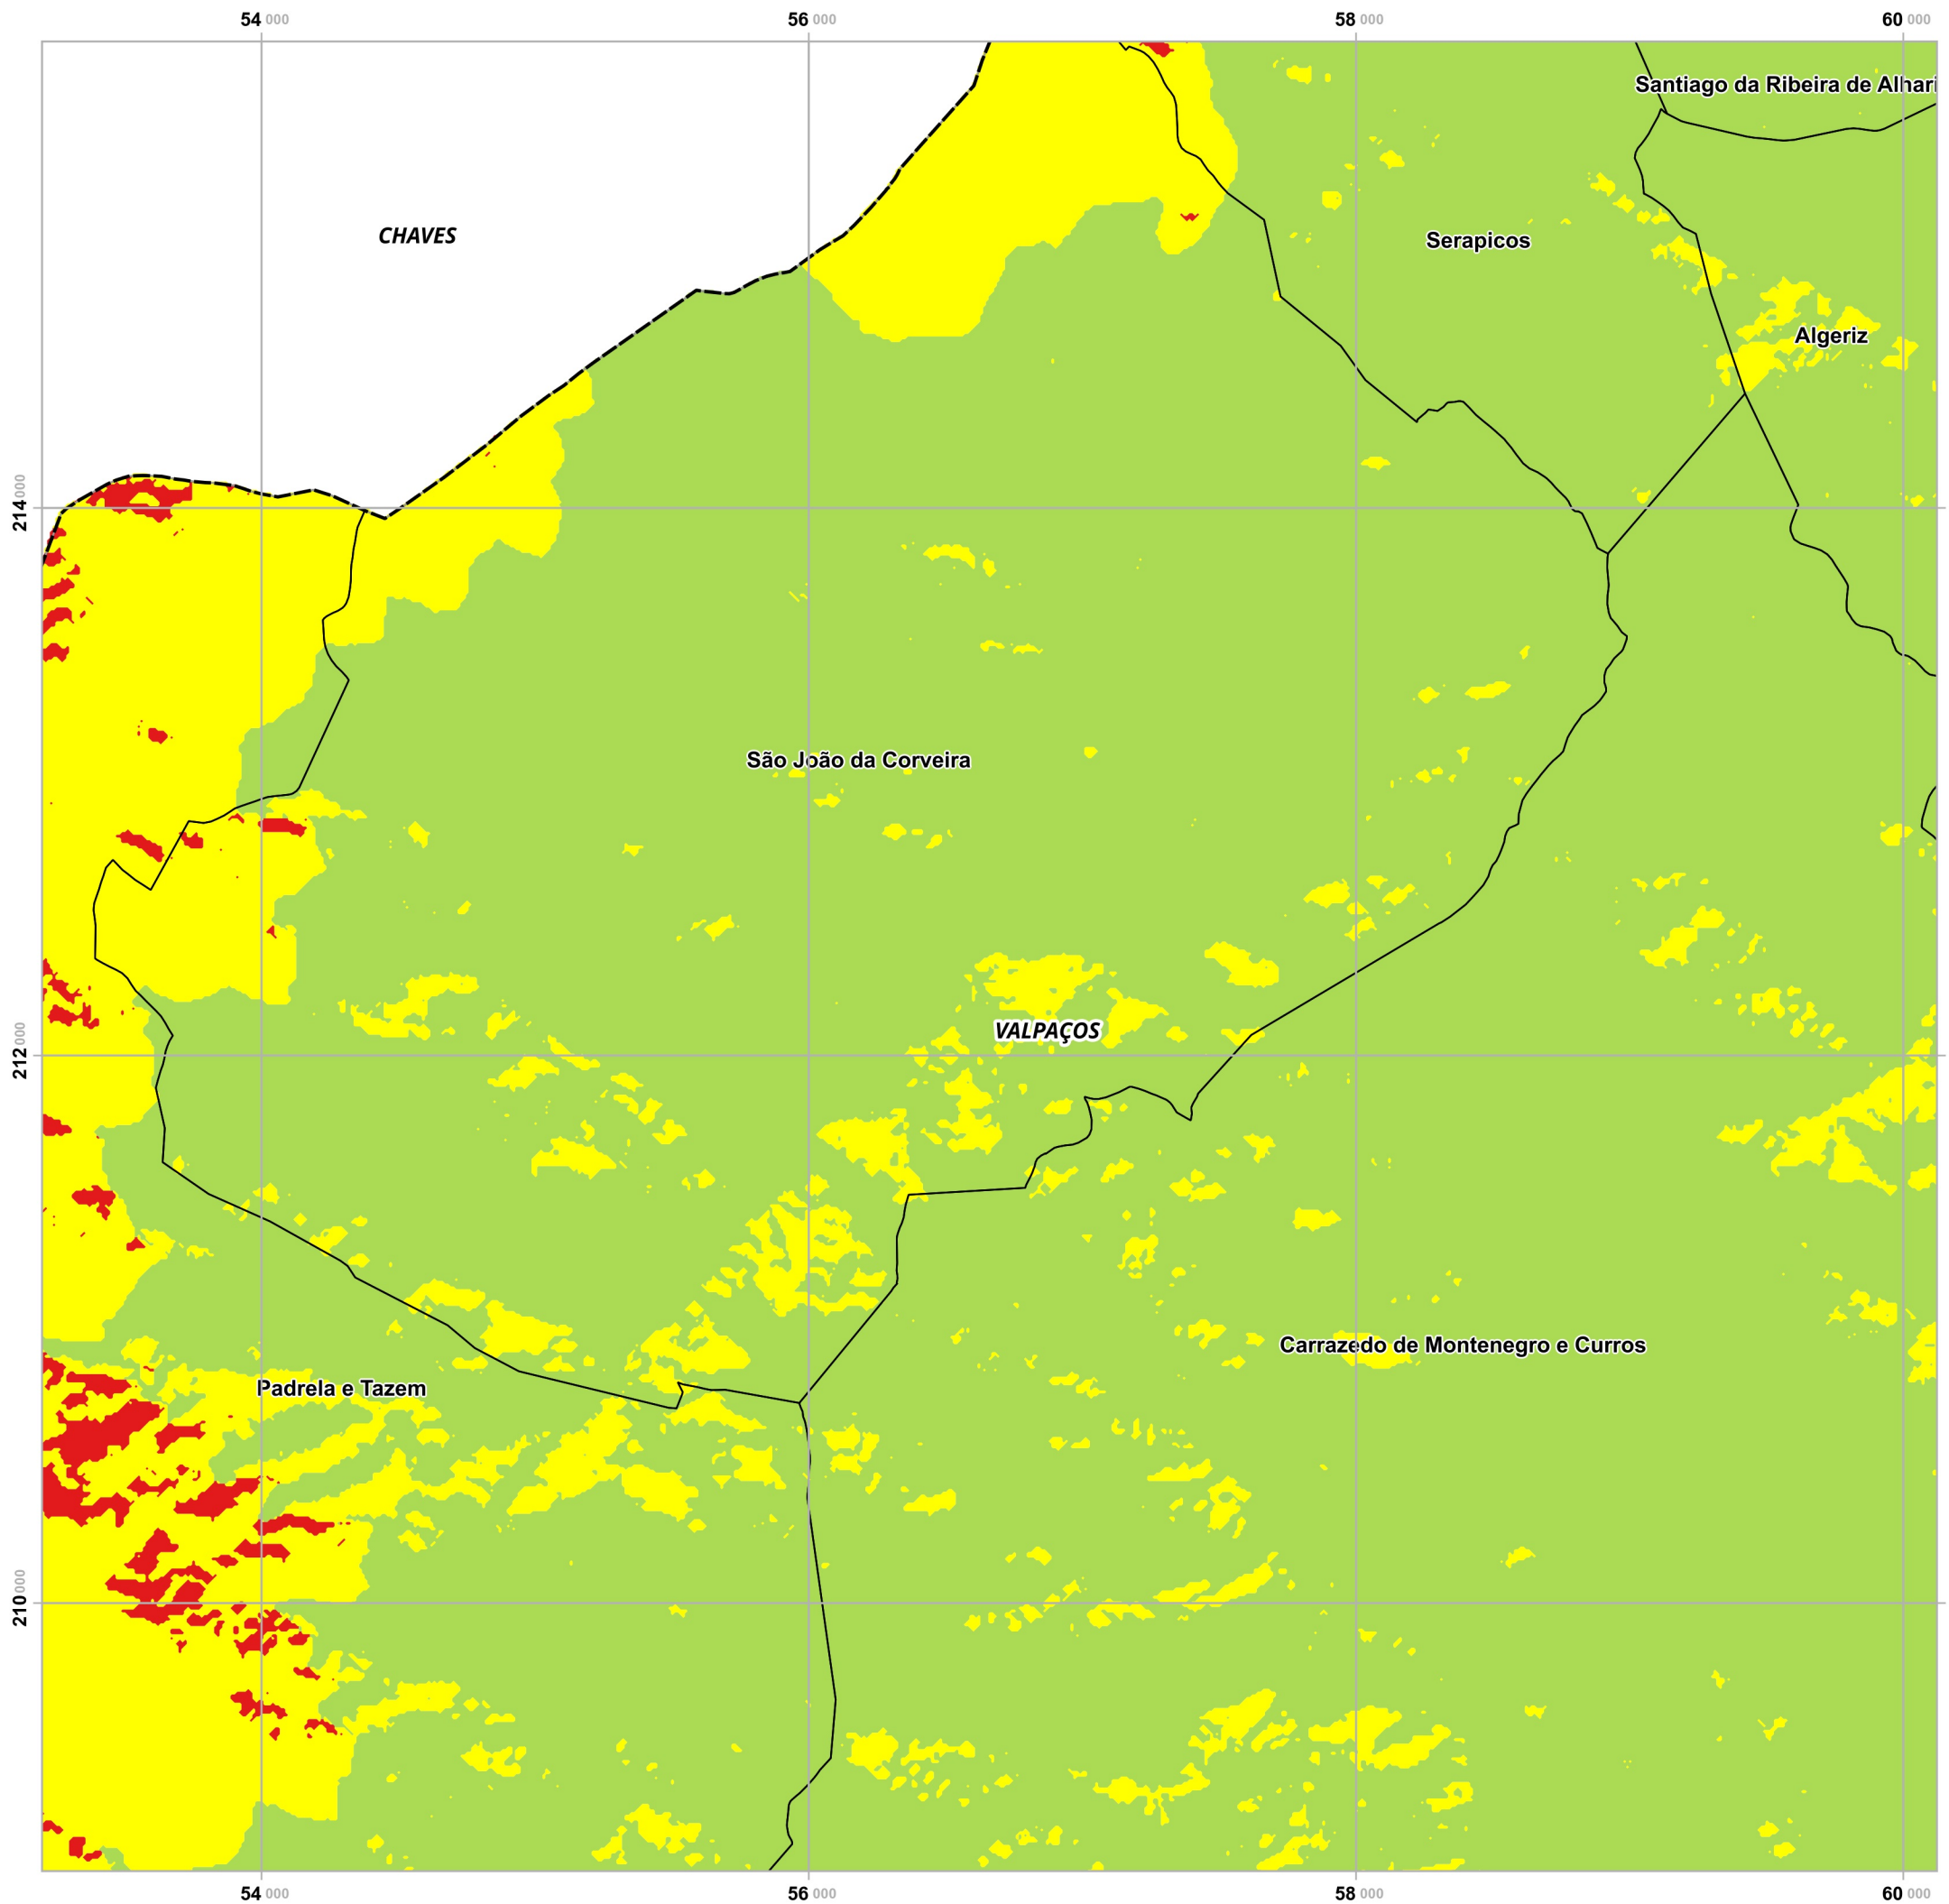 54 000 56 000 58 000 60 000
Santiago da Ribeira de Alhari
CHAVES
Serapicos
Algeriz
214 000
São João da Corveira
VALPAÇOS
212 000
Carrazedo de Montenegro e Curros
Padrela e Tazem
210 000
54 000 56 000 58 000 60 000